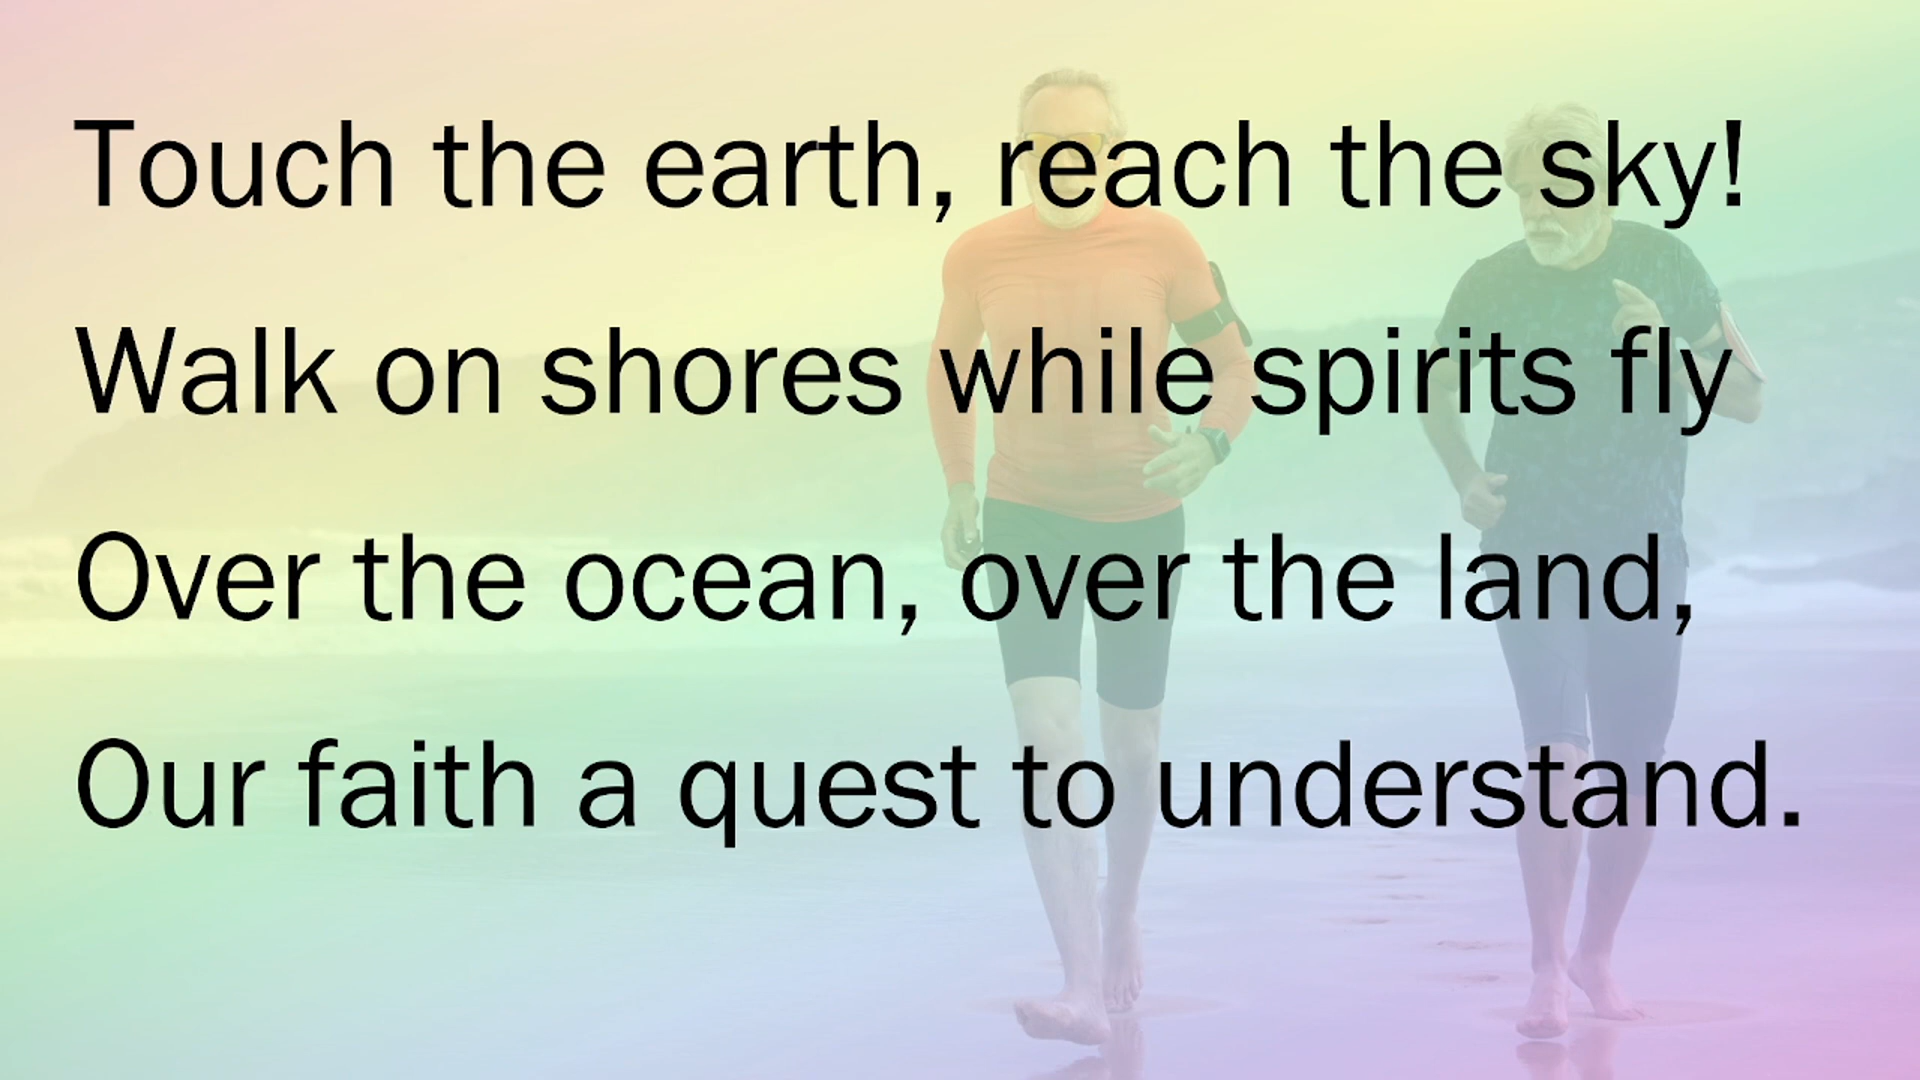 Touch the earth, reach the sky!
Walk on shores while spirits fly
Over the ocean, over the land,
Our faith a quest to understand.